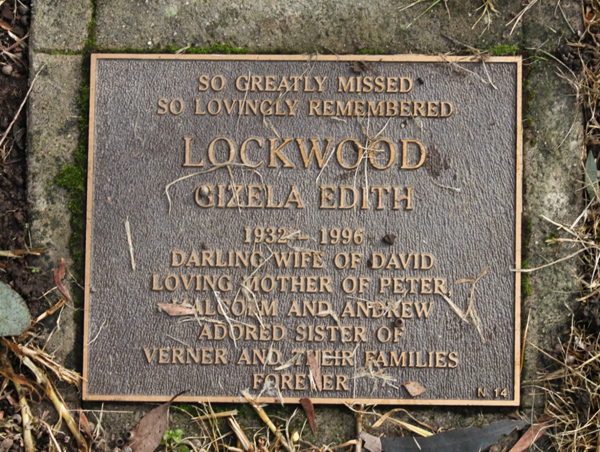 SO GREATLY MISSED
SO LOVINGLY REMEMBERED
LOCKWOOD
GIZELA EDITH
1932 - 1996
DARLING WIFE OF DAVID
LOVING MOTHER OF PETER
MALCOLM AND ANDREW
ADORED SISTER OF
VERNER AND THEIR FAMILIES
FOREVER
N. 14